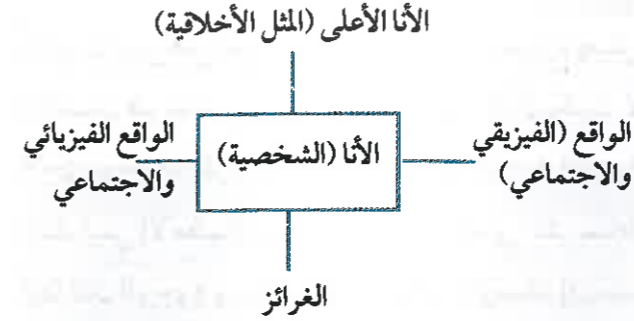 الأنا الأعلى (المثل الأخلاقية)
الواقع (الفيزيقي
والاجتماعي)
الأنا (الشخصية)
الواقع الفيزيائي
والاجتماعي
الغرائز